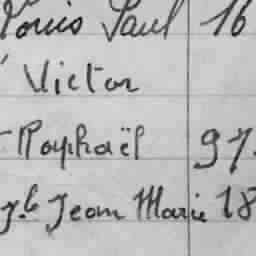 Louis Paul 16
Victor
Raphaël 97.
J.b Jean Marie 18